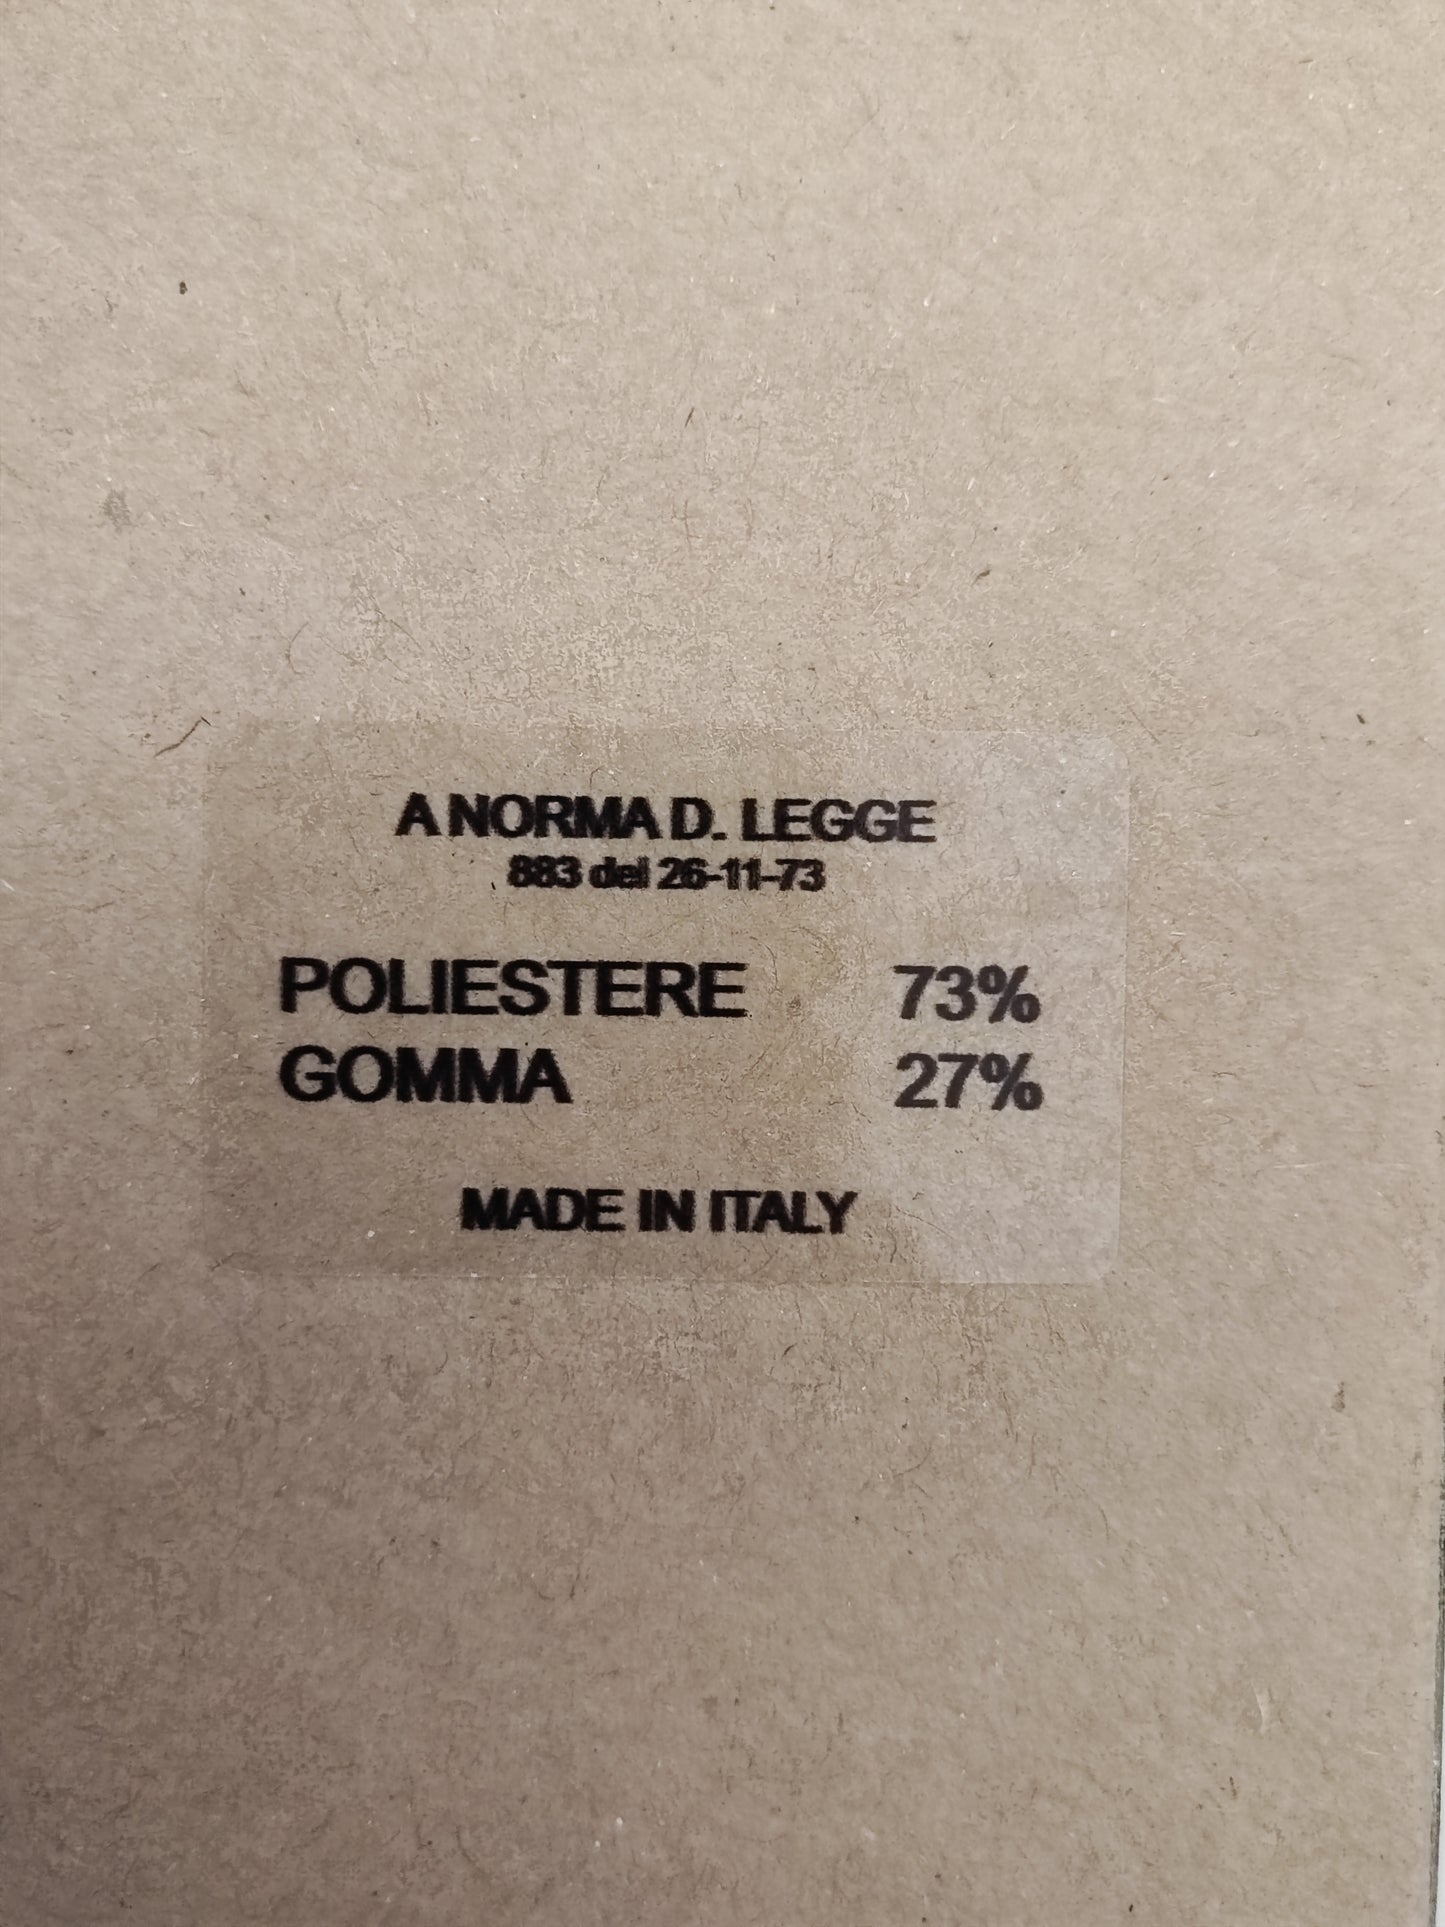 A NORMA D. LEGGE
883 del 26-11-73
POLIESTERE 73%
GOMMA 27%
MADE IN ITALY